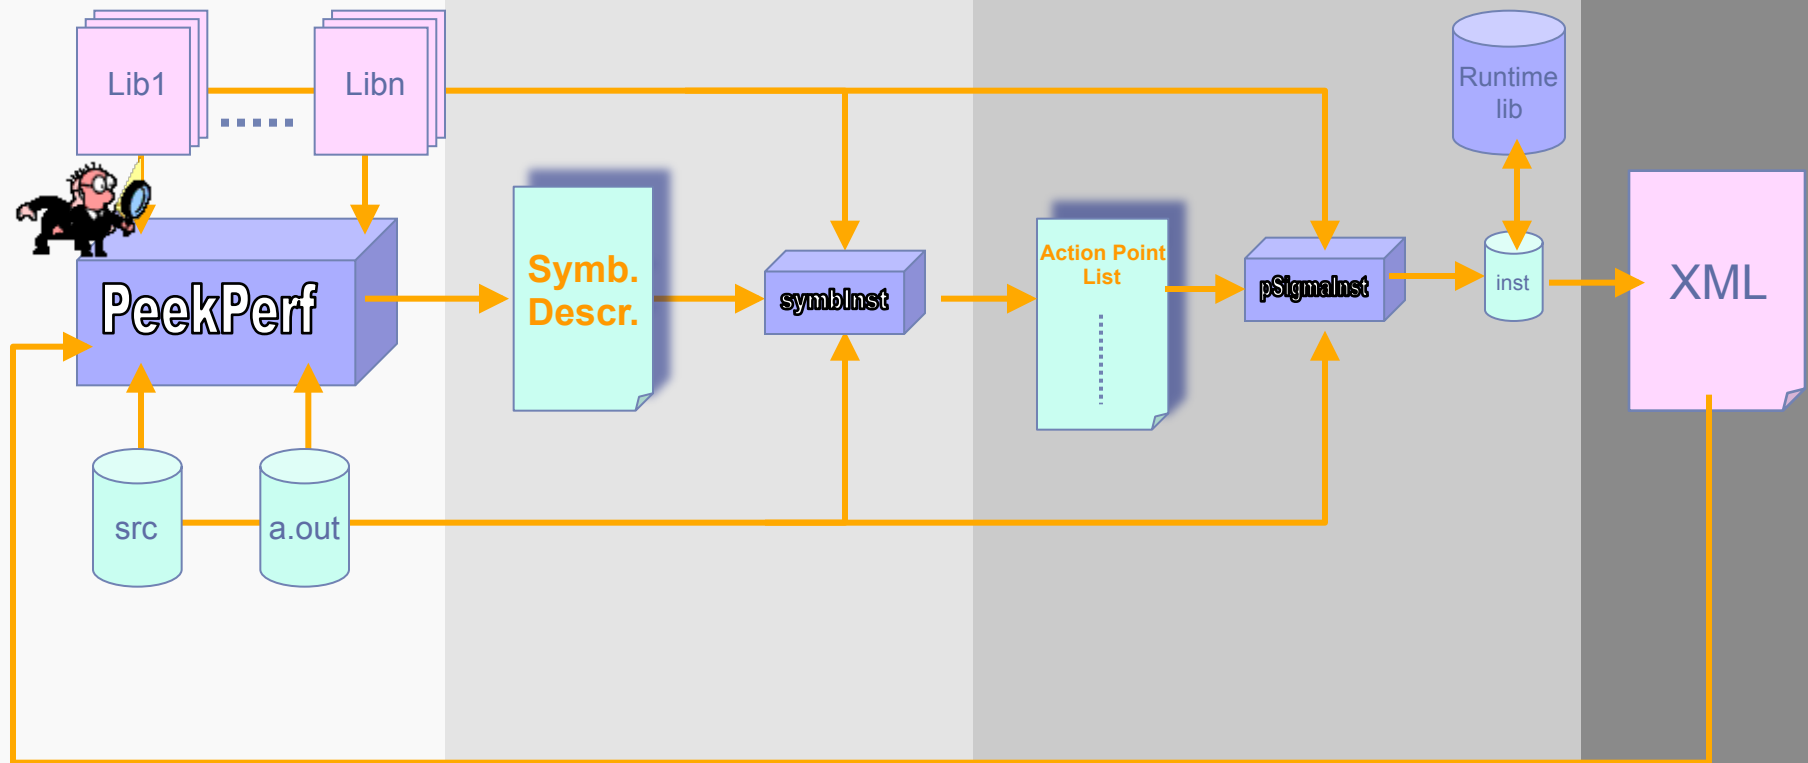 Lib1
Libn
Runtime
lib
PeekPerf
Symb.
Descr.
symbInst
Action Point
List
pSigmaInst
inst
XML
src
a.out